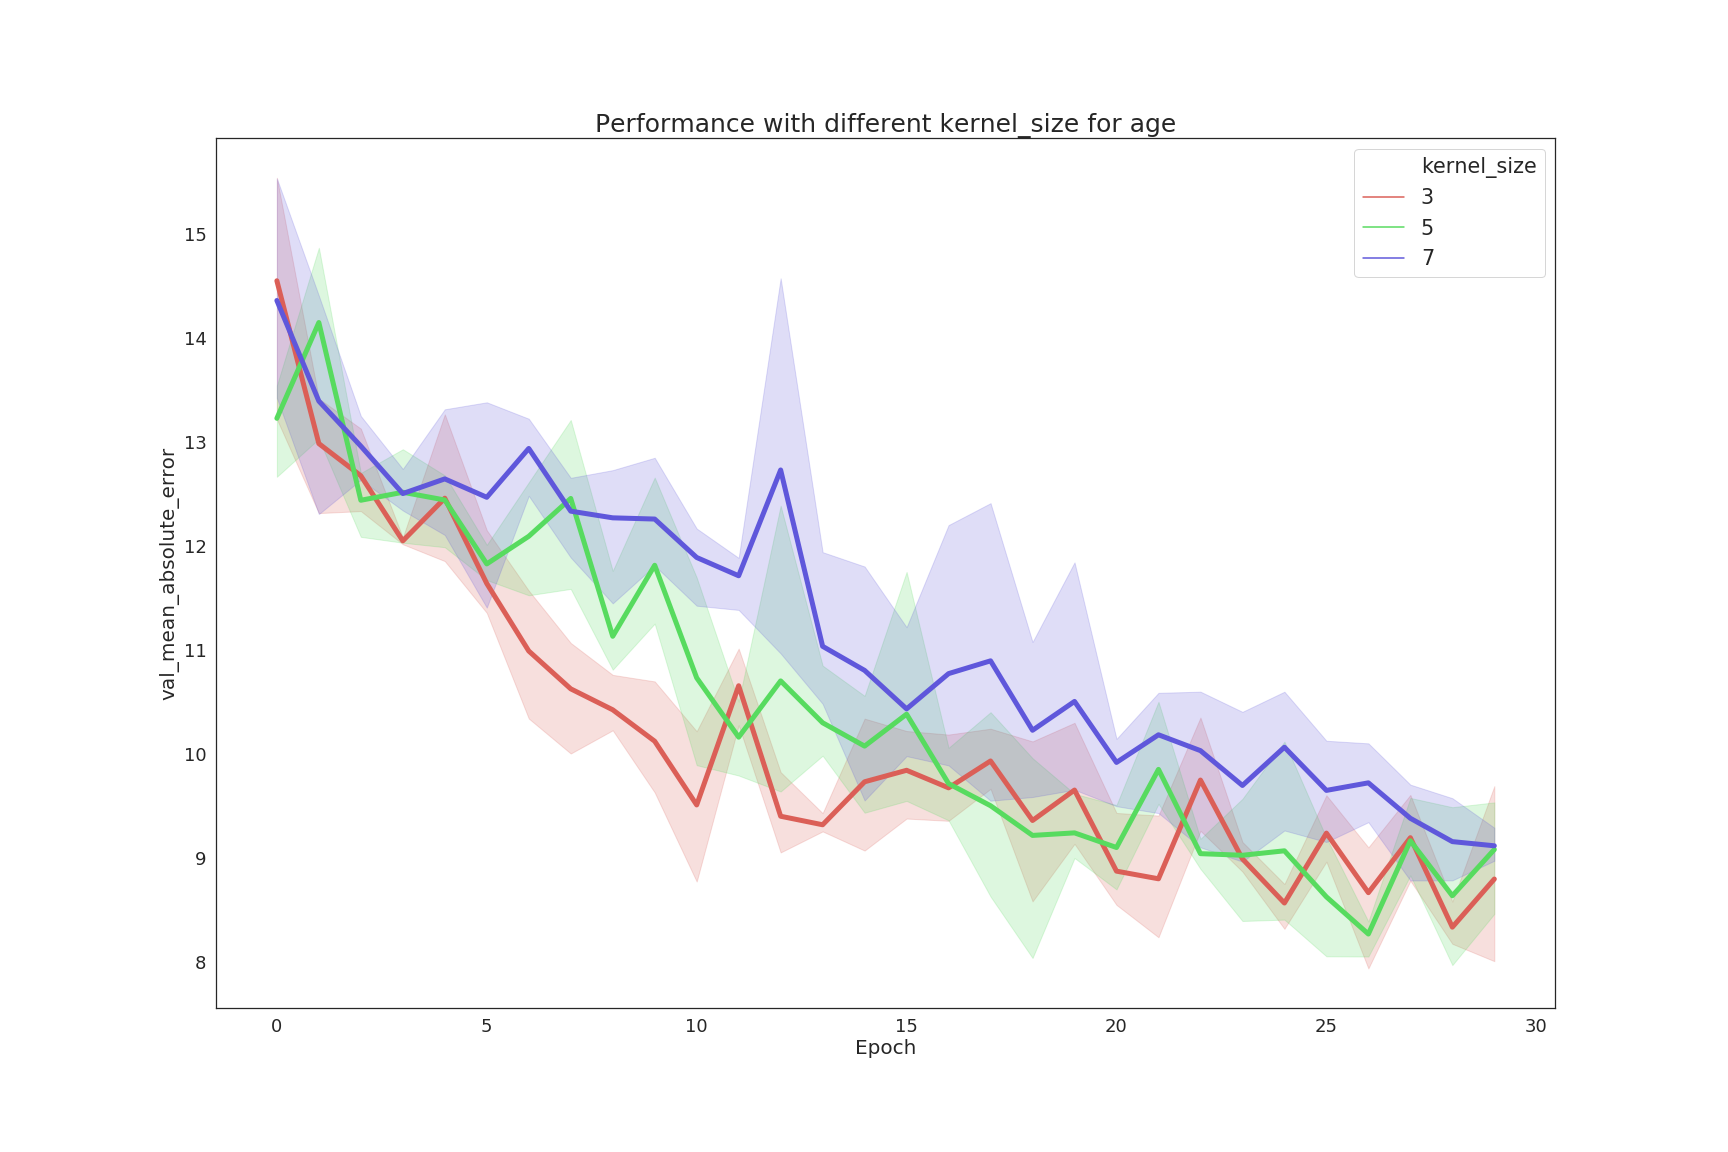 Performance with different kernel_size for age
kernel_size
3
5
7
val_mean_absolute_error
15
14
13
12
11
10
9
8
0 5 10 15 20 25 30
Epoch